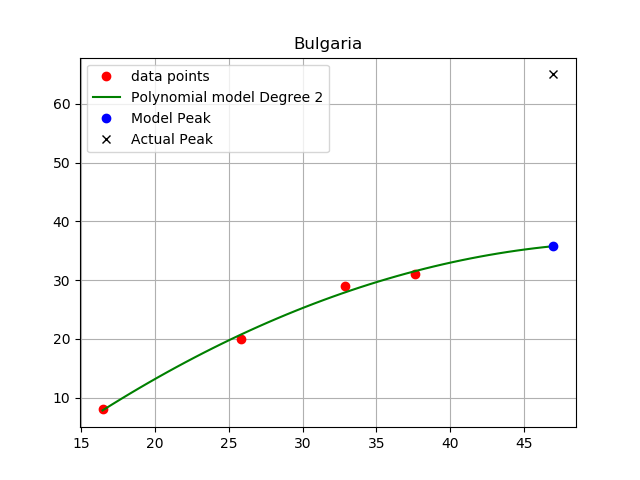 Bulgaria
data points
Polynomial model Degree 2
Model Peak
Actual Peak
60
50
40
30
20
10
15 20 25 30 35 40 45